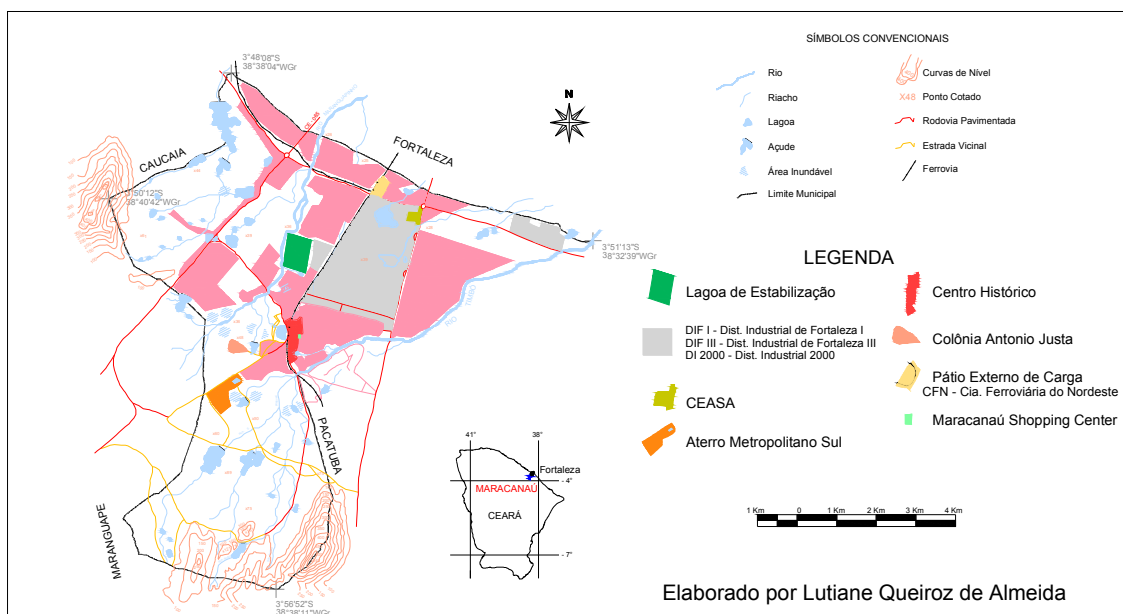 3°48'08"S
38°38'04"WGr
CAUCAIA
FORTALEZA
3°50'12"S
38°40'42"WGr
3°51'13"S
38°32'39"WGr
RIO
TIMBÓ
PACATUBA
MARANGUAPE
3°56'52"S
38°38'11"WGr
N
SÍMBOLOS CONVENCIONAIS
Rio
Riacho
Lagoa
Açude
Área Inundável
Limite Municipal
Curvas de Nível
X48 Ponto Cotado
Rodovia Pavimentada
Estrada Vicinal
Ferrovia
LEGENDA
Lagoa de Estabilização
DIF I - Dist. Industrial de Fortaleza I
DIF III - Dist. Industrial de Fortaleza III
DI 2000 - Dist. Industrial 2000
CEASA
Aterro Metropolitano Sul
Centro Histórico
Colônia Antonio Justa
Pátio Externo de Carga
CFN - Cia. Ferroviária do Nordeste
Maracanaú Shopping Center
41° 38°
Fortaleza
- 4°
MARACANAÚ
CEARÁ
- 7°
1 Km 0 1 Km 2 Km 3 Km 4 Km
Elaborado por Lutiane Queiroz de Almeida